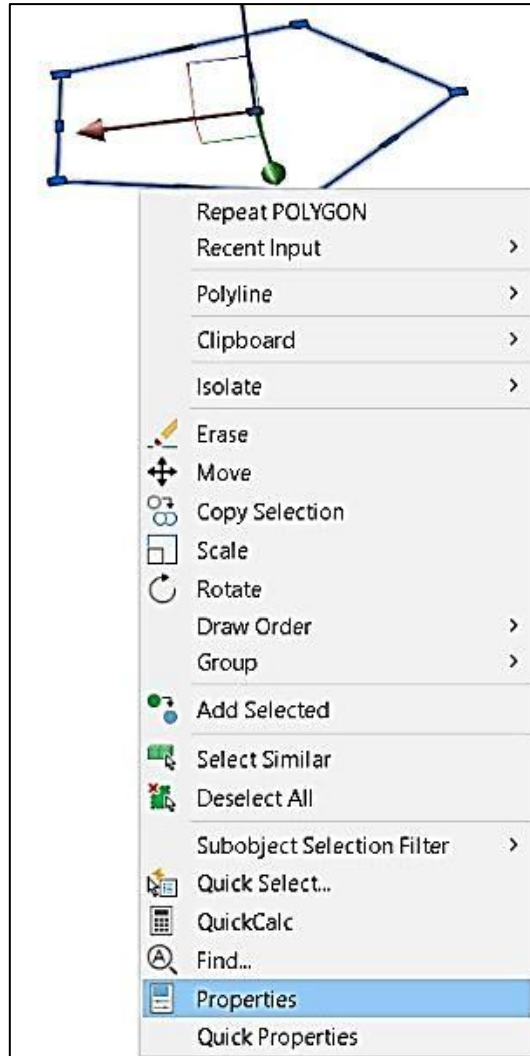 Repeat POLYGON
Recent Input
Polyline
Clipboard
Isolate
Erase
Move
Copy Selection
Scale
Rotate
Draw Order
Group
Add Selected
Select Similar
Deselect All
Subobject Selection Filter
Quick Select...
QuickCalc
Find...
Properties
Quick Properties